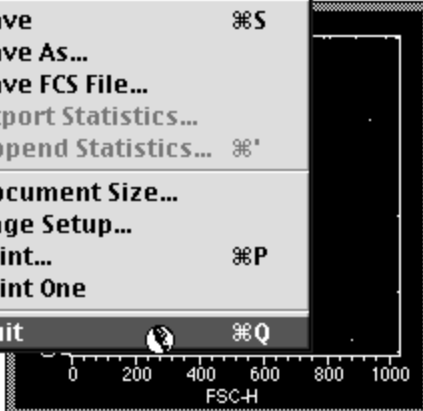 ve ⌘S
ve As...
ve FCS File...
port Statistics...
pend Statistics... ⌘'
ocument Size...
ge Setup...
int... ⌘P
int One
uit ⌘Q
0 200 400 600 800 1000
FSC-H